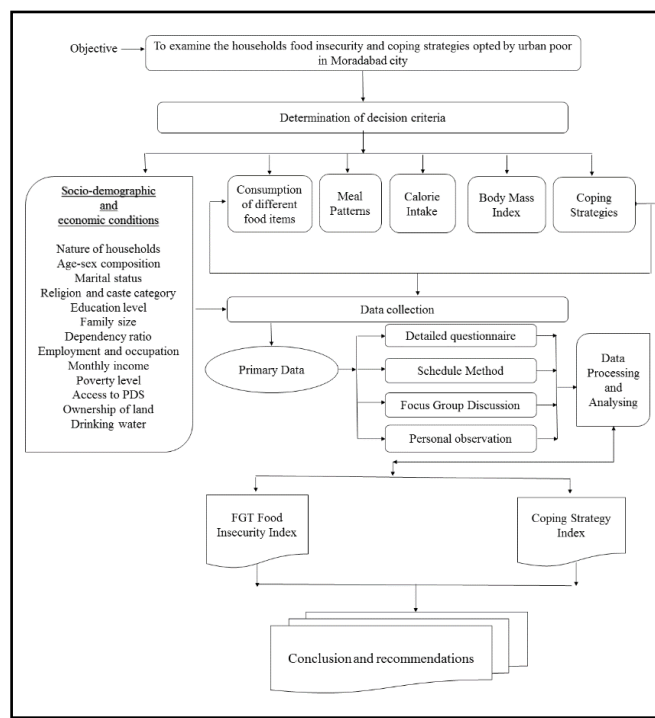 Objective
To examine the households food insecurity and coping strategies opted by urban poor
in Moradabad city
Determination of decision criteria
Socio-demographic
and
economic conditions
Nature of households
Age-sex composition
Marital status
Religion and caste category
Education level
Family size
Dependency ratio
Employment and occupation
Monthly income
Poverty level
Access to PDS
Ownership of land
Drinking water
Consumption
of different
food items
Meal
Patterns
Calorie
Intake
Body Mass
Index
Coping
Strategies
Data collection
Primary Data
Detailed questionnaire
Schedule Method
Focus Group Discussion
Personal observation
Data
Processing
and
Analysing
FGT Food
Insecurity Index
Coping Strategy
Index
Conclusion and recommendations